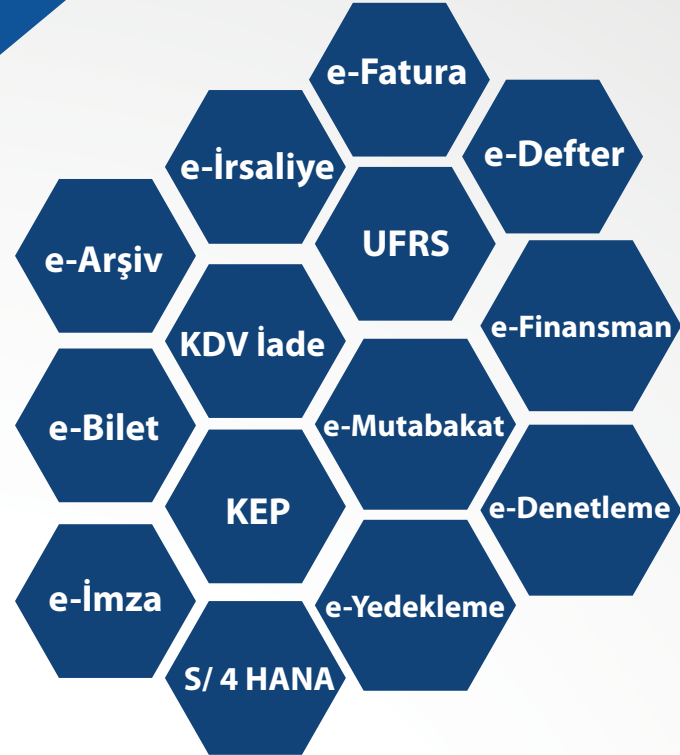 e-Fatura
e-Defter
e-İrsaliye
UFRS
e-Arşiv
e-Finansman
KDV İade
e-Mutabakat
e-Bilet
e-Denetleme
KEP
e-İmza
e-Yedekleme
S/ 4 HANA